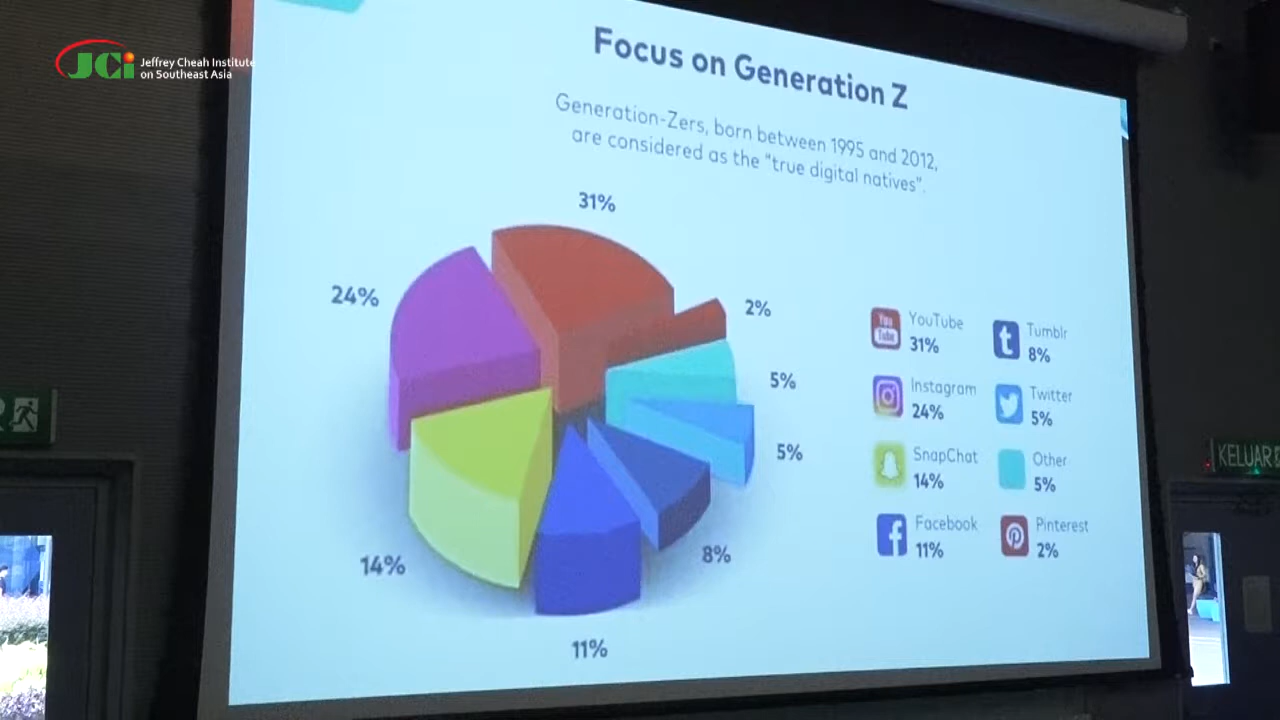 JCi Jeffrey Cheah Institute
on Southeast Asia
Focus on Generation Z
Generation-Zers, born between 1995 and 2012,
are considered as the "true digital natives".
31%
24%
2%
5%
5%
8%
11%
14%
You
Tube
YouTube
31%
Instagram
24%
SnapChat
14%
f
Facebook
11%
t
Tumblr
8%
Twitter
5%
Other
5%
Pinterest
2%
KELUAR